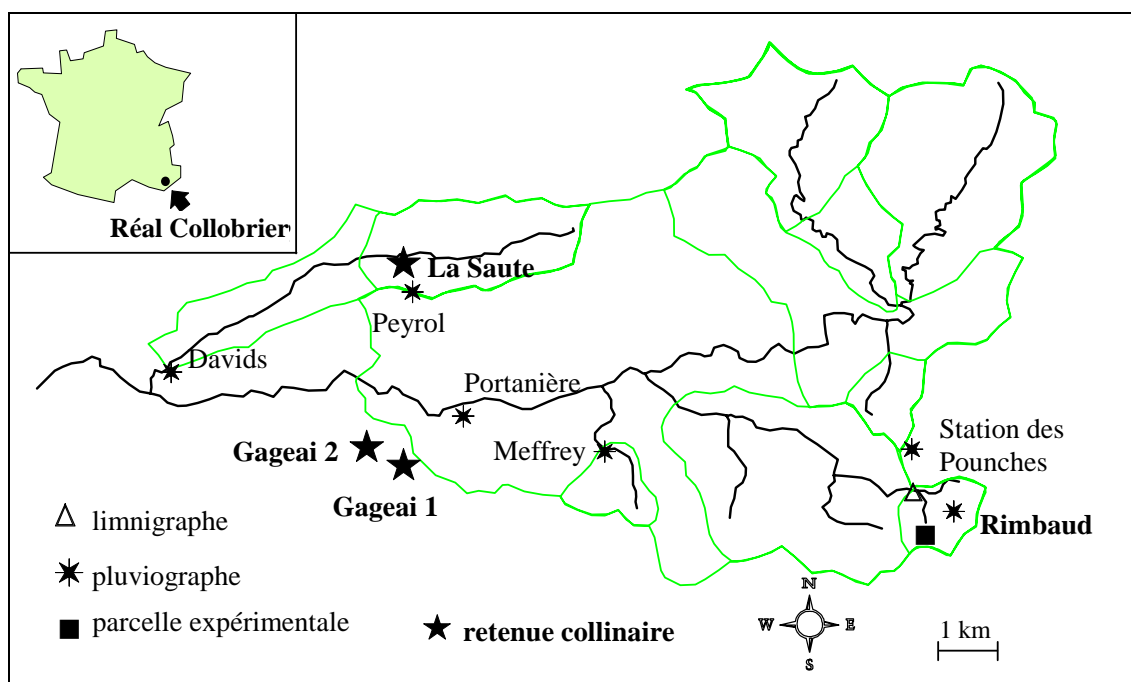 Réal Collobrier
La Saute
Peyrol
Davids
Portanière
Gageai 2
Meffrey
Station des
Pounches
Gageai 1
Rimbaud
limnigraphe
pluviographe
parcelle expérimentale
retenue collinaire
N
W E
S
1 km